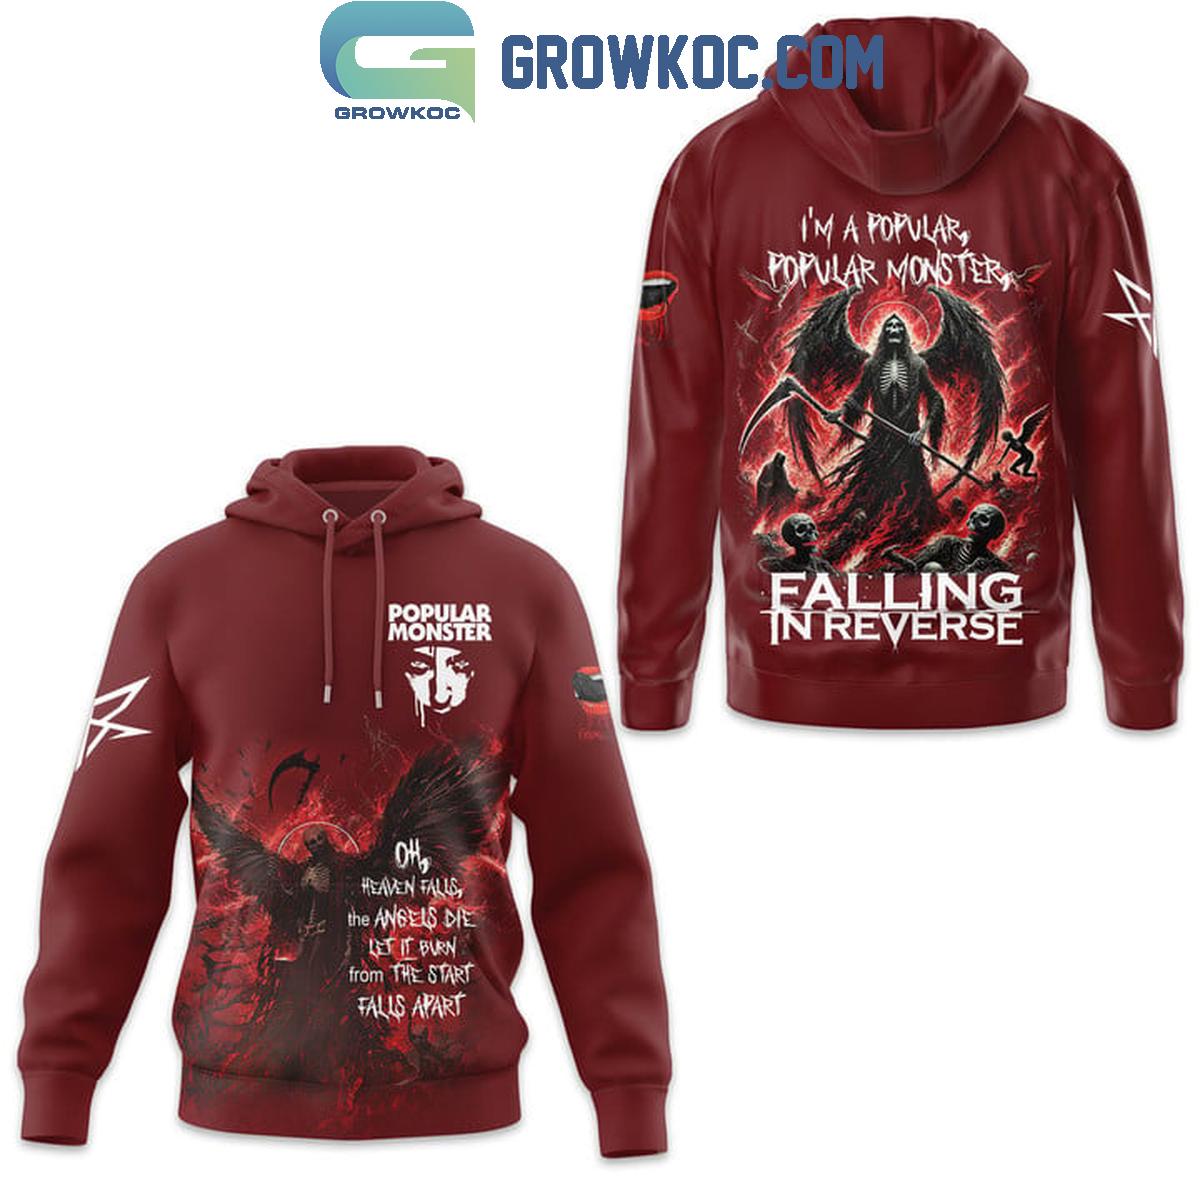 GROWKOC
GROWKOC.COM
I'M A POPULAR,
POPULAR MONSTER,
FALLING
IN REVERSE
POPULAR
MONSTER
OH,
HEAVEN FALLS,
the ANGELS DIE
LET IT BURN
from THE START
FALLS APART